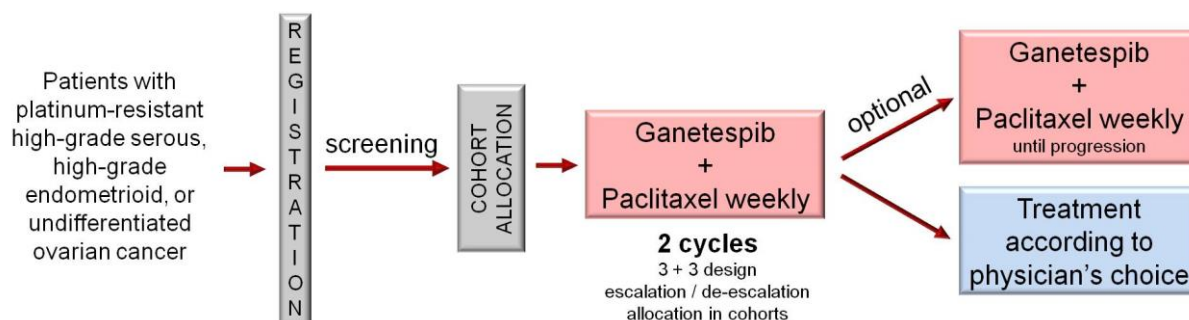 Patients with
platinum-resistant
high-grade serous,
high-grade
endometrioid, or
undifferentiated
ovarian cancer
REGISTRATION
screening
COHORT
ALLOCATION
Ganetespib
+
Paclitaxel weekly
2 cycles
3 + 3 design
escalation / de-escalation
allocation in cohorts
optional
Ganetespib
+
Paclitaxel weekly
until progression
Treatment
according to
physician's choice